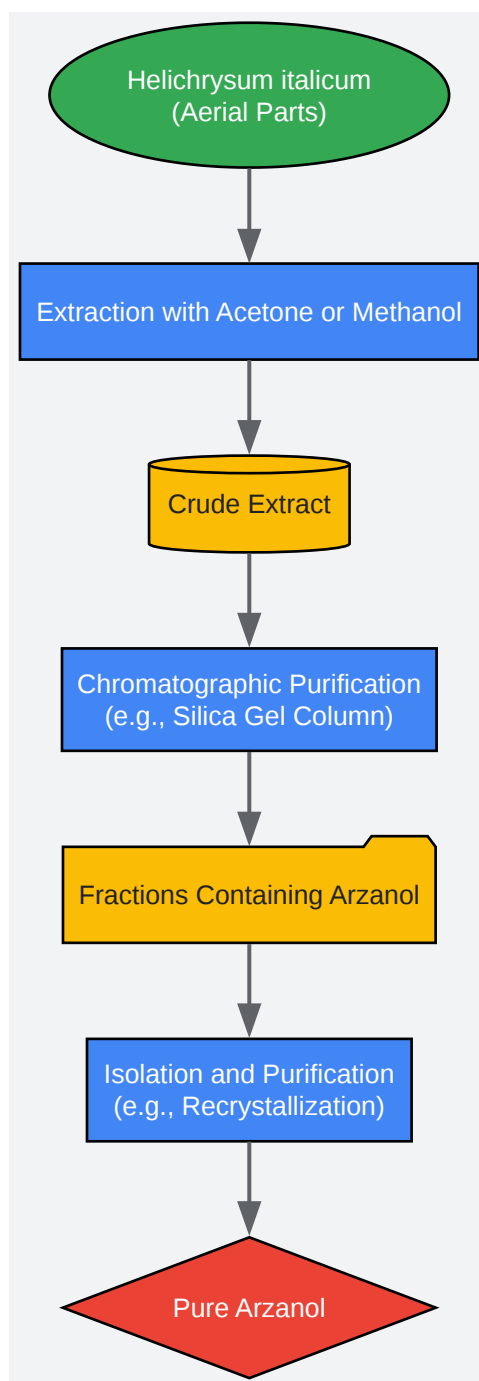 Helichrysum italicum
(Aerial Parts)
Extraction with Acetone or Methanol
Crude Extract
Chromatographic Purification
(e.g., Silica Gel Column)
Fractions Containing Arzanol
Isolation and Purification
(e.g., Recrystallization)
Pure Arzanol